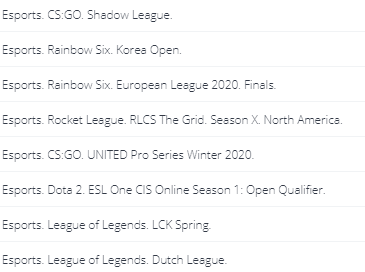 Esports. CS:GO. Shadow League.
Esports. Rainbow Six. Korea Open.
Esports. Rainbow Six. European League 2020. Finals.
Esports. Rocket League. RLCS The Grid. Season X. North America.
Esports. CS:GO. UNITED Pro Series Winter 2020.
Esports. Dota 2. ESL One CIS Online Season 1: Open Qualifier.
Esports. League of Legends. LCK Spring.
Esports. League of Legends. Dutch League.